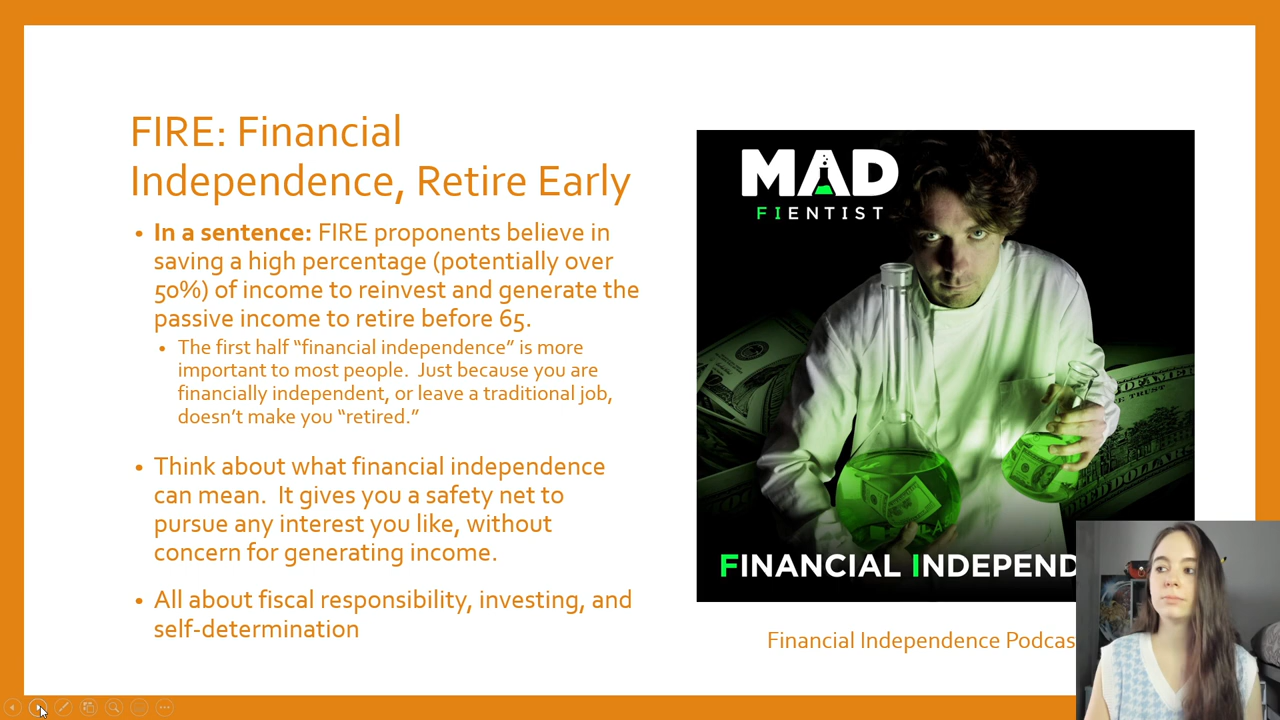 FIRE: Financial
Independence, Retire Early
• In a sentence: FIRE proponents believe in
saving a high percentage (potentially over
50%) of income to reinvest and generate the
passive income to retire before 65.
• The first half “financial independence” is more
important to most people. Just because you are
financially independent, or leave a traditional job,
doesn’t make you “retired.”
• Think about what financial independence
can mean. It gives you a safety net to
pursue any interest you like, without
concern for generating income.
• All about fiscal responsibility, investing, and
self-determination
MAD
FIENTIST
FINANCIAL INDEPEND
Financial Independence Podcas